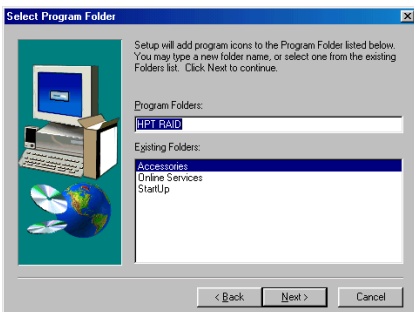 Select Program Folder
Setup will add program icons to the Program Folder listed below.
You may type a new folder name, or select one from the existing
Folders list. Click Next to continue.
Program Folders:
HPT RAID
Existing Folders:
Accessories
Online Services
StartUp
< Back
Next >
Cancel